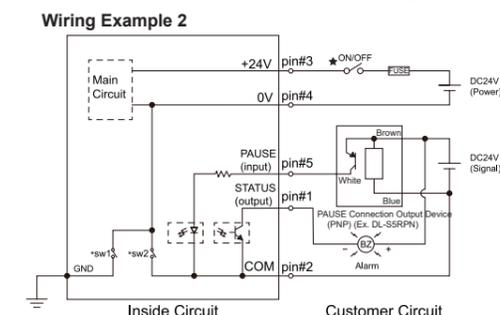 Wiring Example 2
+24V
pin#3
★ON/OFF
FUSE
DC24V
(Power)
Main
Circuit
0V
pin#4
PAUSE
(input)
pin#5
Brown
White
Blue
DC24V
(Signal)
STATUS
(output)
pin#1
PAUSE Connection Output Device
(PNP) (Ex. DL-S5RPN)
*sw1
*sw2
BZ
- +
Alarm
GND
COM
pin#2
Inside Circuit
Customer Circuit